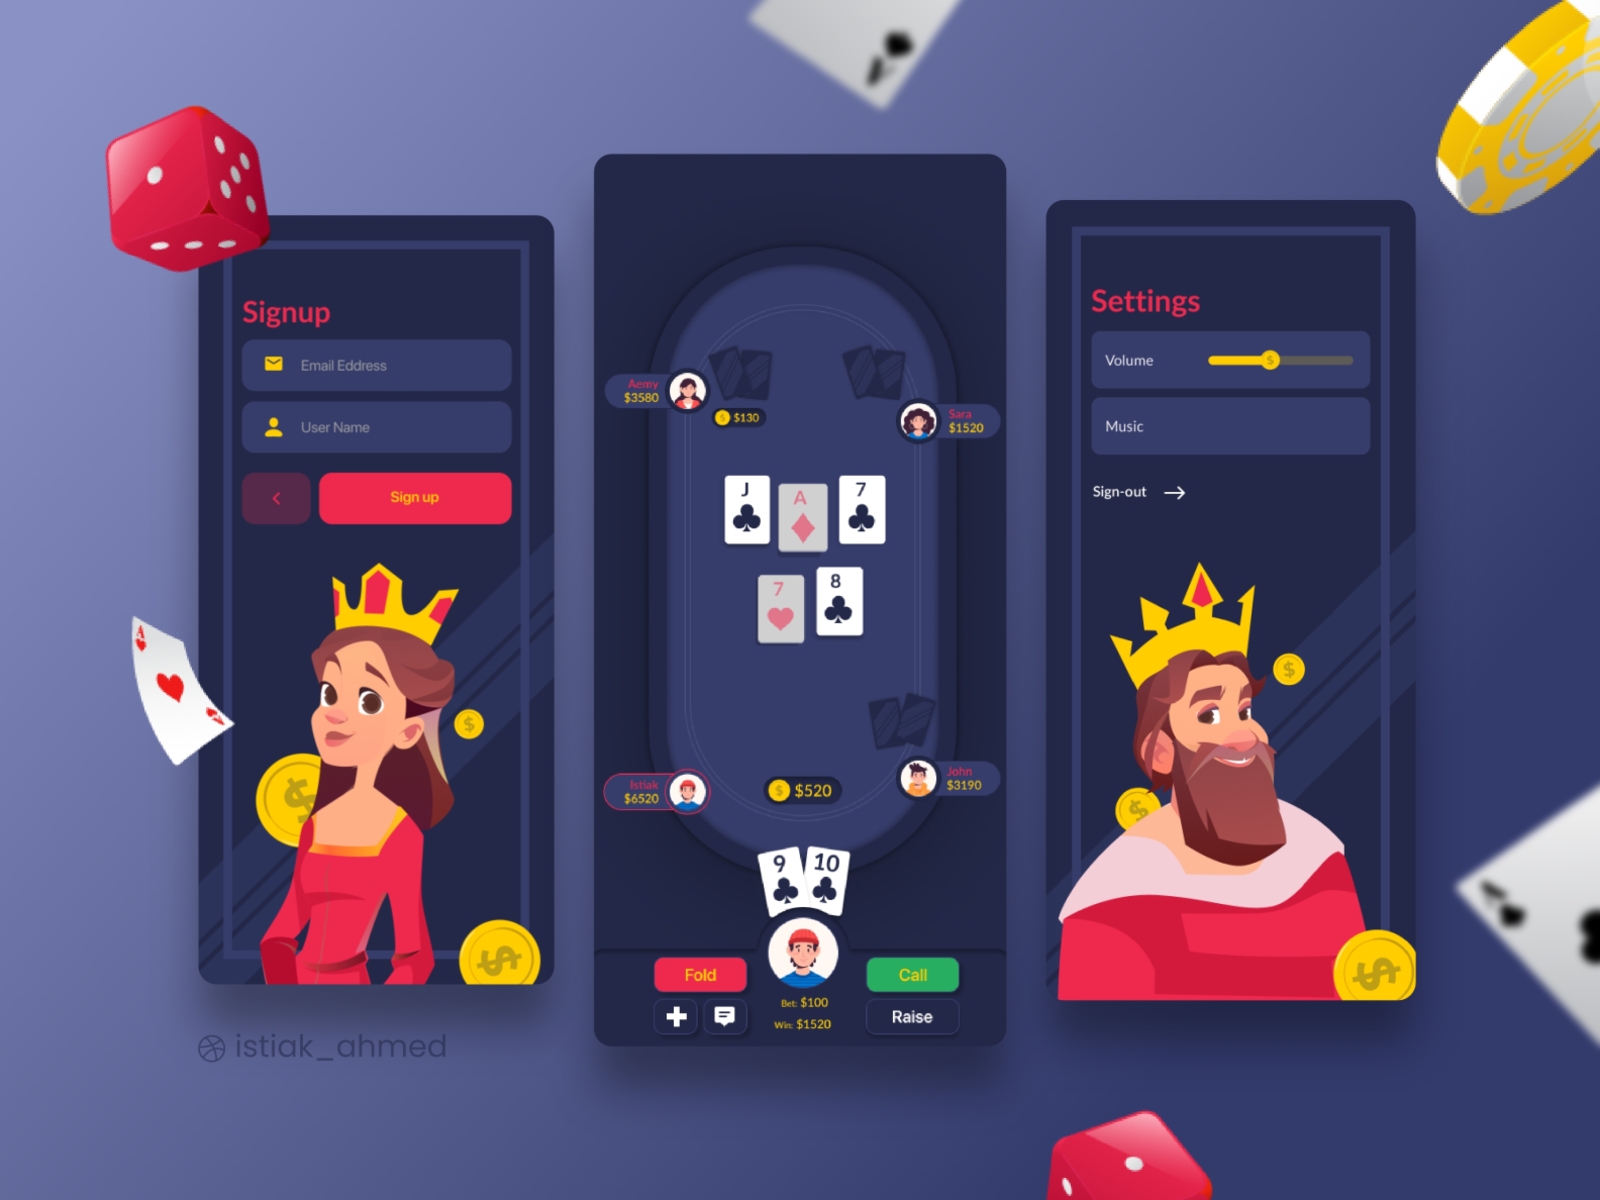 Signup
Email Eddress
User Name
Sign up
Aemy
$3580
$130
Sara
$1520
J
A
7
7
8
Istiak
$6520
$520
John
$3190
9
10
Fold
Call
Bet: $100
Win: $1520
Raise
Settings
Volume
$
Music
Sign-out
A
A
$
$
$
$
$
$
istiak_ahmed